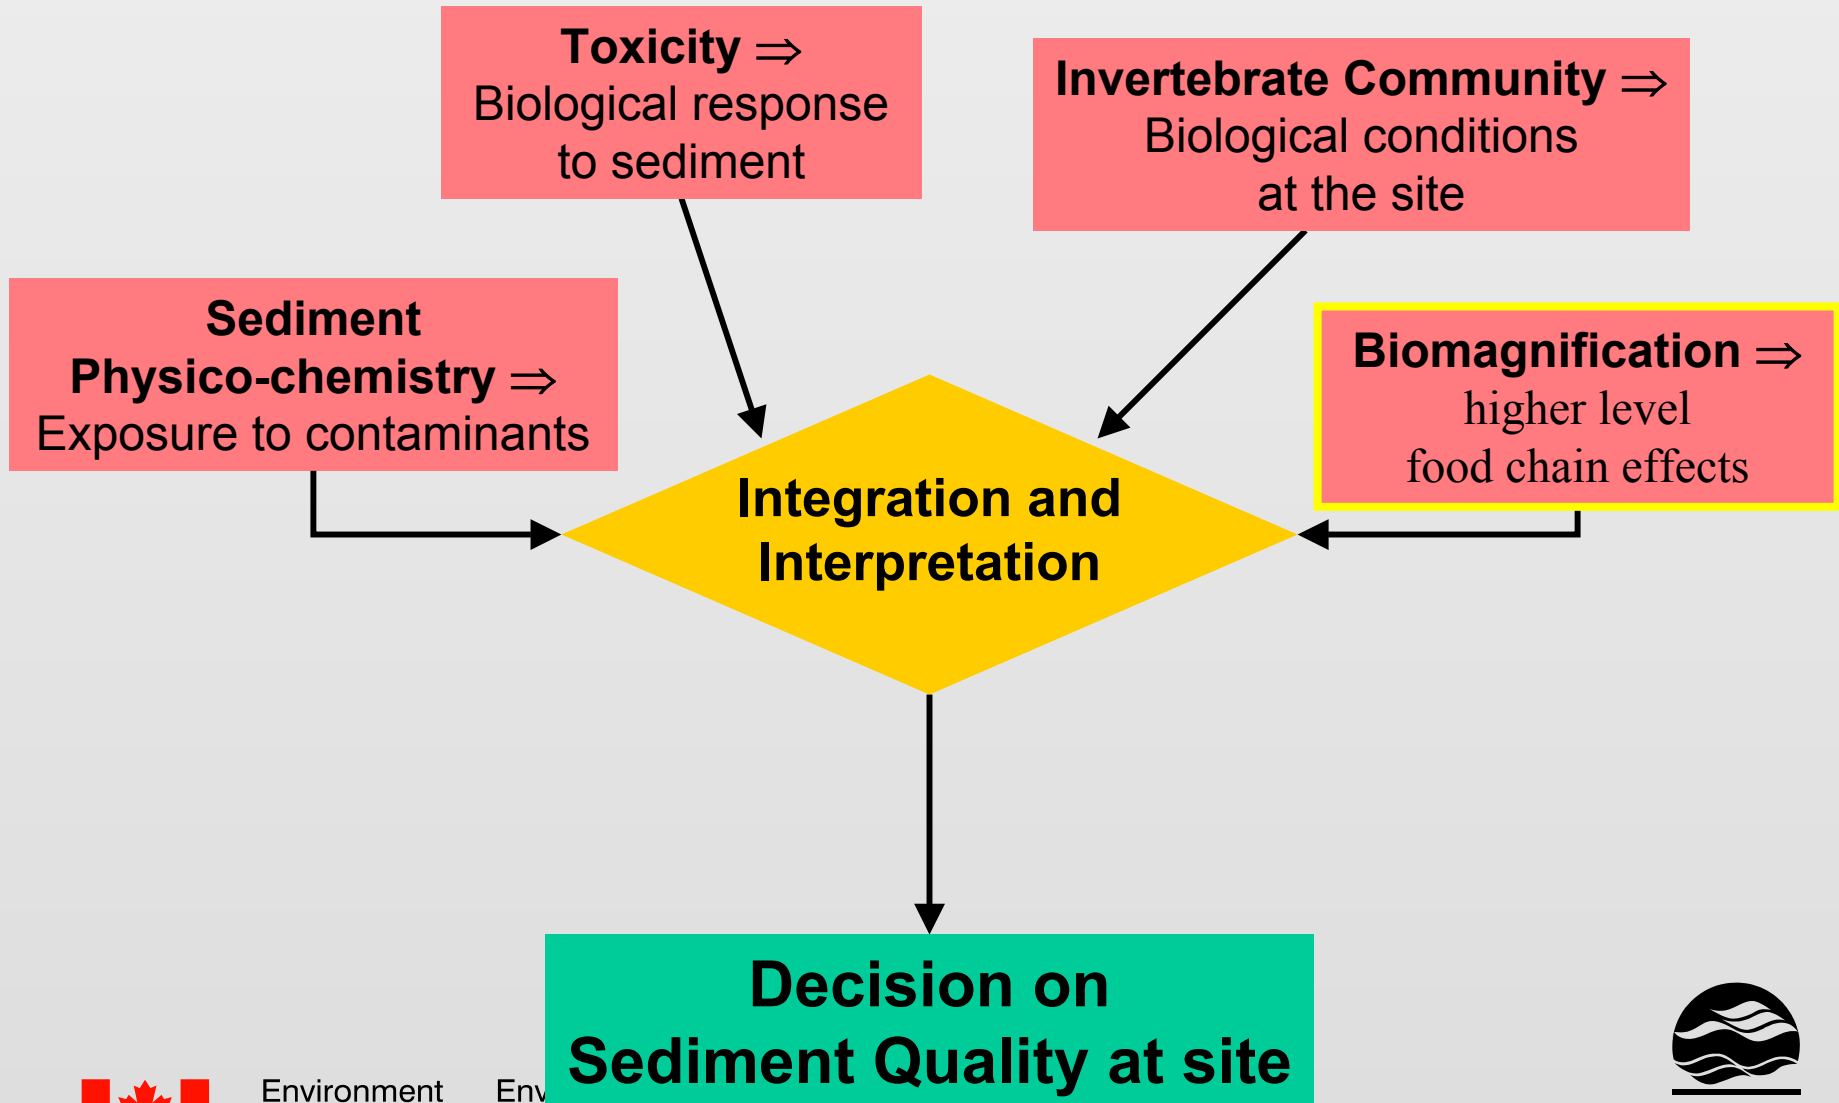 Toxicity ⇒
Biological response
to sediment
Invertebrate Community ⇒
Biological conditions
at the site
Sediment
Physico-chemistry ⇒
Exposure to contaminants
Biomagnification ⇒
higher level
food chain effects
Integration and
Interpretation
Decision on
Sediment Quality at site
Environment